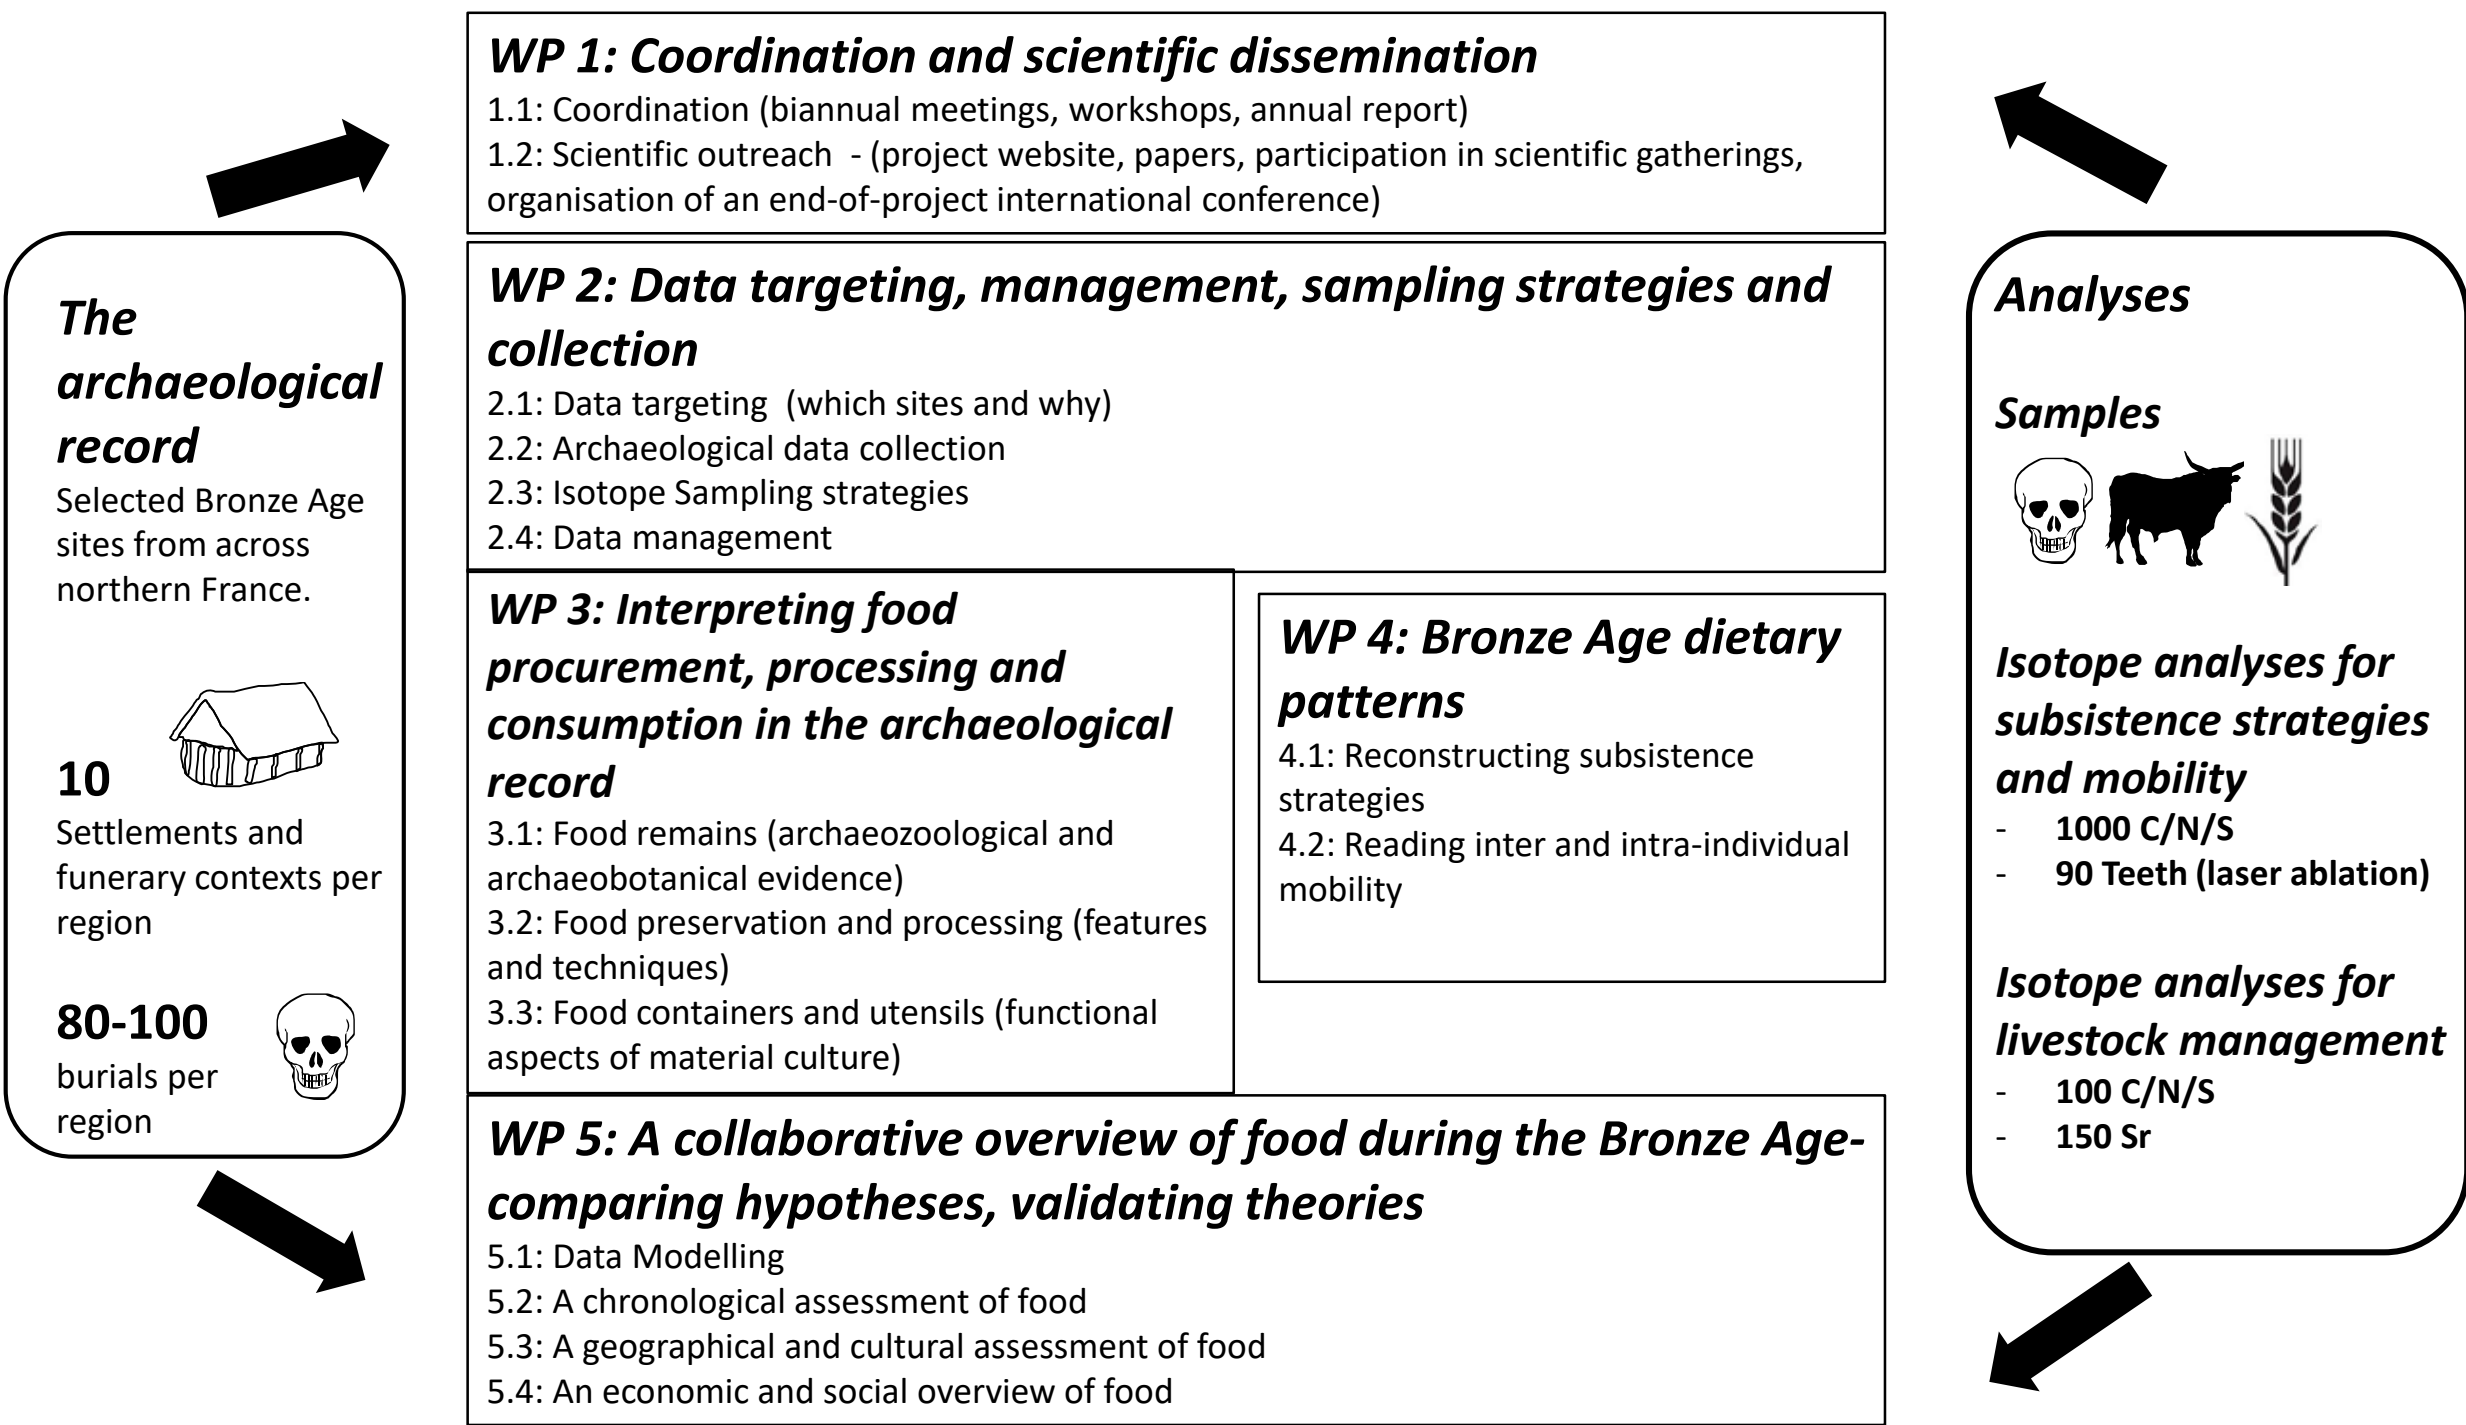 The
archaeological
record
Selected Bronze Age
sites from across
northern France.
10
Settlements and
funerary contexts per
region
80-100
burials per
region
WP 1: Coordination and scientific dissemination
1.1: Coordination (biannual meetings, workshops, annual report)
1.2: Scientific outreach - (project website, papers, participation in scientific gatherings,
organisation of an end-of-project international conference)
WP 2: Data targeting, management, sampling strategies and
collection
2.1: Data targeting (which sites and why)
2.2: Archaeological data collection
2.3: Isotope Sampling strategies
2.4: Data management
WP 3: Interpreting food
procurement, processing and
consumption in the archaeological
record
3.1: Food remains (archaeozoological and
archaeobotanical evidence)
3.2: Food preservation and processing (features
and techniques)
3.3: Food containers and utensils (functional
aspects of material culture)
WP 4: Bronze Age dietary
patterns
4.1: Reconstructing subsistence
strategies
4.2: Reading inter and intra-individual
mobility
WP 5: A collaborative overview of food during the Bronze Age-
comparing hypotheses, validating theories
5.1: Data Modelling
5.2: A chronological assessment of food
5.3: A geographical and cultural assessment of food
5.4: An economic and social overview of food
Analyses
Samples
Isotope analyses for
subsistence strategies
and mobility
- 1000 C/N/S
- 90 Teeth (laser ablation)
Isotope analyses for
livestock management
- 100 C/N/S
- 150 Sr